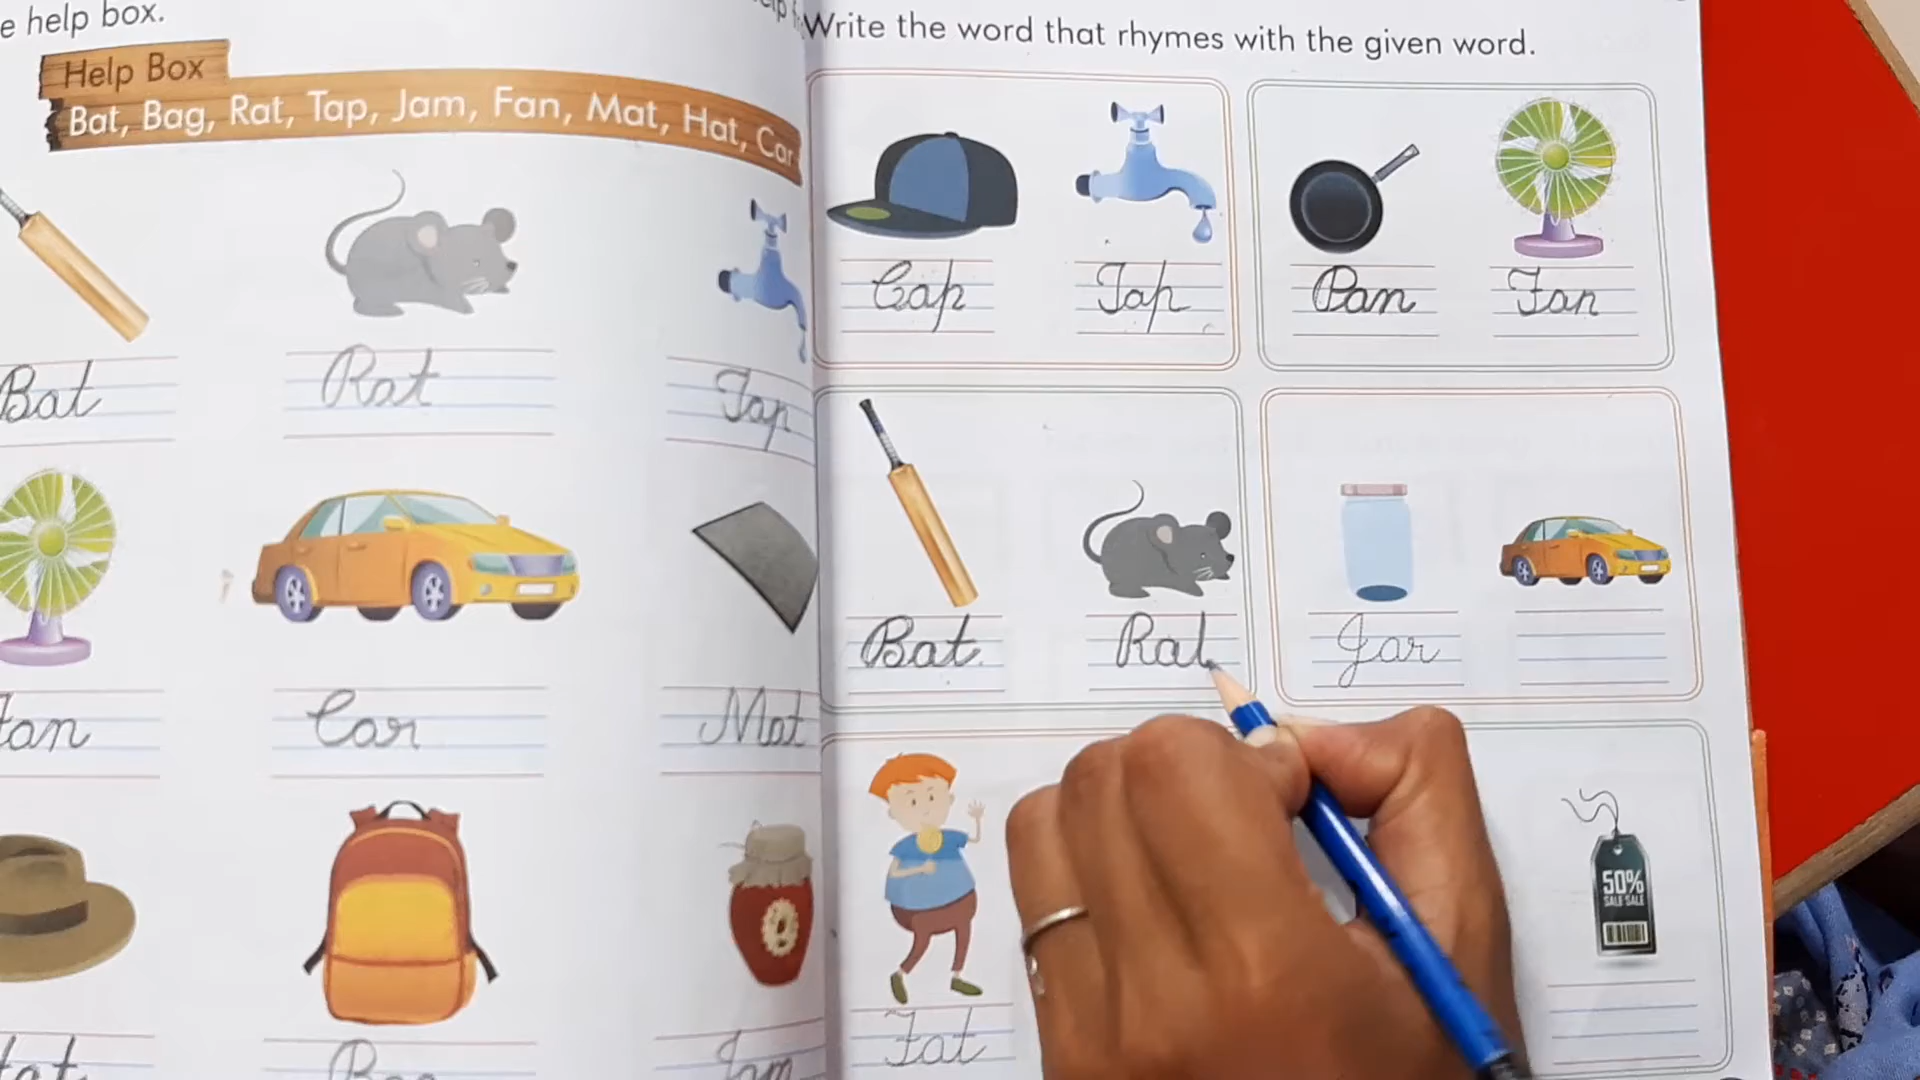 e help box.
Help Box
Bat, Bag, Rat, Tap, Jam, Fan, Mat, Hat, Car
Bat
Rat
Tap
Fan
Car
Mat
Jam
Write the word that rhymes with the given word.
Cap
Tap
Pan
Fan
Bat
Rat
Jar
Fat
50%
SALE SALE